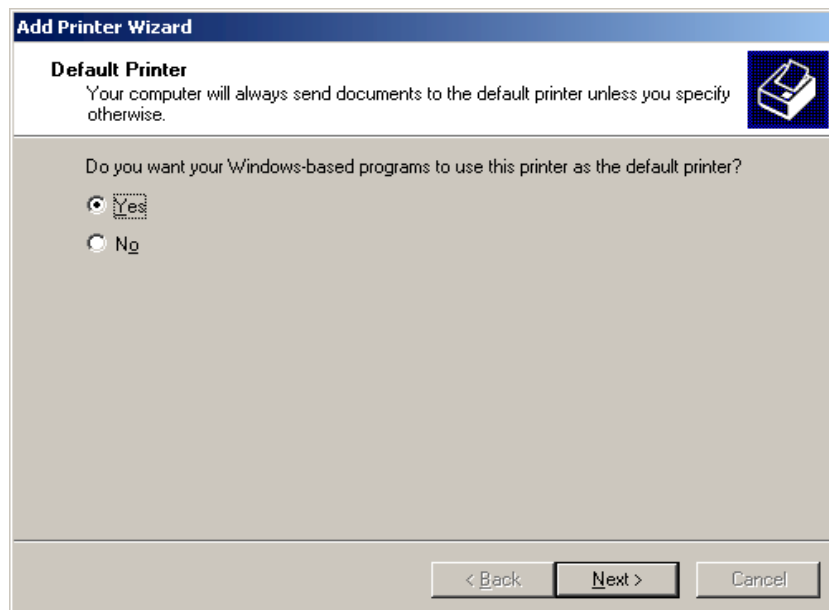 Add Printer Wizard
Default Printer
Your computer will always send documents to the default printer unless you specify
otherwise.
Do you want your Windows-based programs to use this printer as the default printer?
Yes
No
< Back
Next >
Cancel